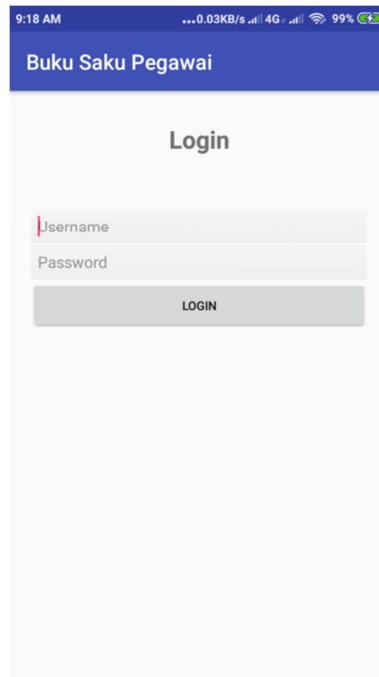 9:18 AM ...0.03KB/s 4G 99%
Buku Saku Pegawai
Login
Username
Password
LOGIN